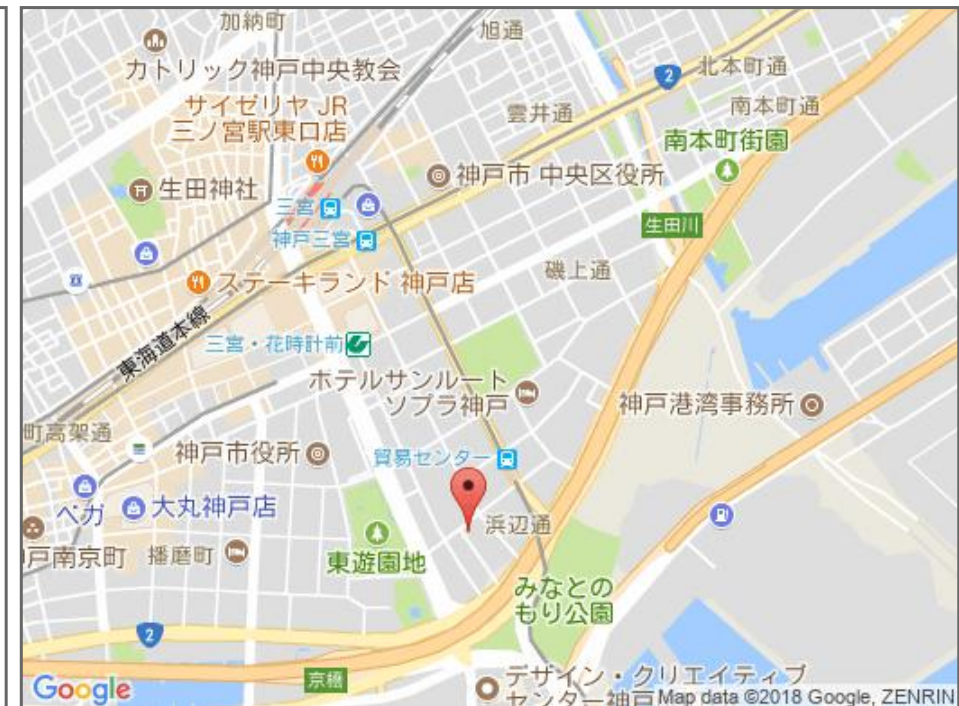 加納町
旭通
カトリック神戸中央教会
2
北本町通
サイゼリヤ JR
三ノ宮駅東口店
雲井通
南本町通
南本町街園
生田神社
神戸市 中央区役所
三宮
神戸三宮
生田川
磯上通
ステーキランド 神戸店
東海道本線
三宮・花時計前
ホテルサンルート
ソプラ神戸
神戸港湾事務所
町高架通
神戸市役所
貿易センター
ベガ
大丸神戸店
浜辺通
戸南京町
播磨町
東遊園地
みなとの
もり公園
2
京橋
デザイン・クリエイティブ
センター神戸
Google
Map data ©2018 Google, ZENRIN